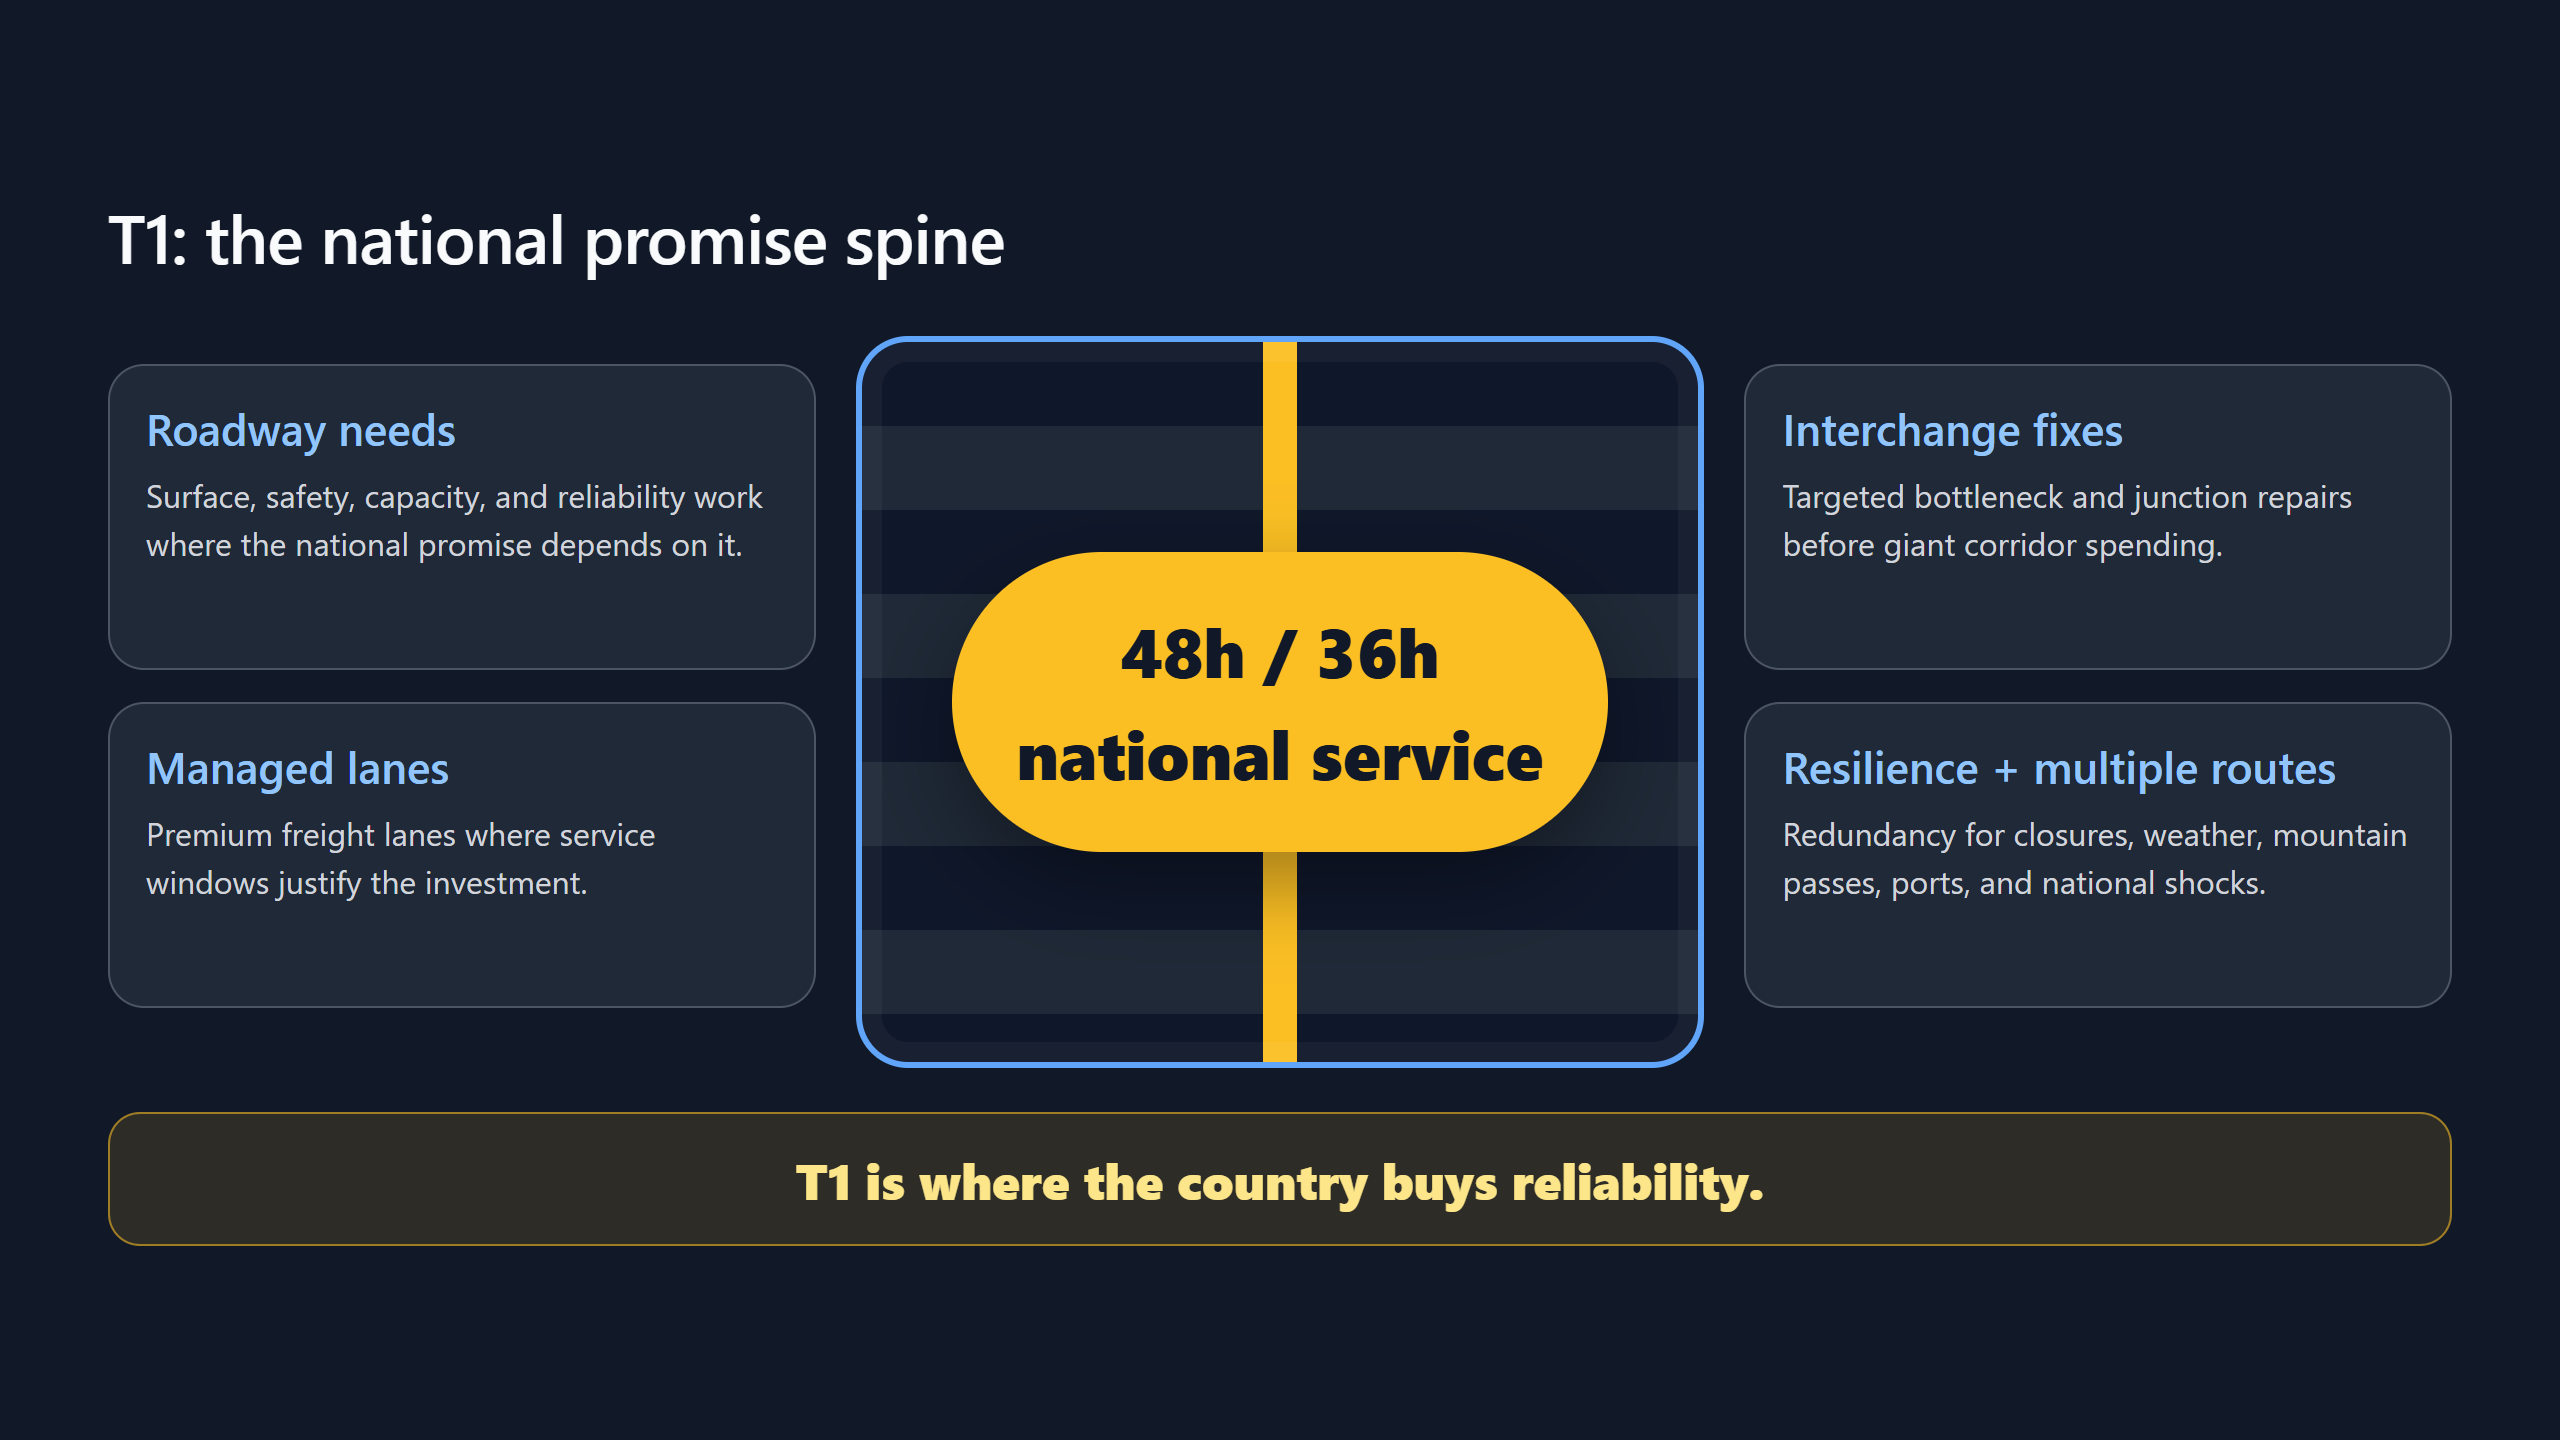 T1: the national promise spine
Roadway needs
Surface, safety, capacity, and reliability work
where the national promise depends on it.
Managed lanes
Premium freight lanes where service
windows justify the investment.
48h / 36h
national service
Interchange fixes
Targeted bottleneck and junction repairs
before giant corridor spending.
Resilience + multiple routes
Redundancy for closures, weather, mountain
passes, ports, and national shocks.
T1 is where the country buys reliability.